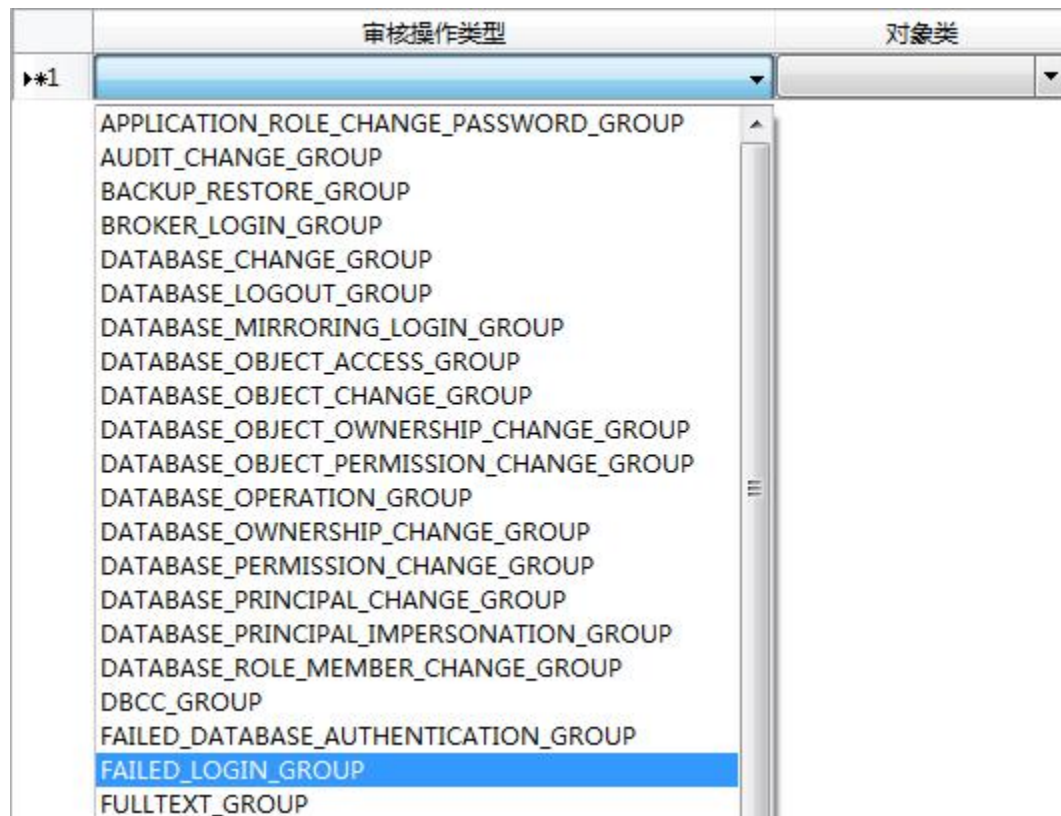 审核操作类型 对象类
*1
APPLICATION_ROLE_CHANGE_PASSWORD_GROUP
AUDIT_CHANGE_GROUP
BACKUP_RESTORE_GROUP
BROKER_LOGIN_GROUP
DATABASE_CHANGE_GROUP
DATABASE_LOGOUT_GROUP
DATABASE_MIRRORING_LOGIN_GROUP
DATABASE_OBJECT_ACCESS_GROUP
DATABASE_OBJECT_CHANGE_GROUP
DATABASE_OBJECT_OWNERSHIP_CHANGE_GROUP
DATABASE_OBJECT_PERMISSION_CHANGE_GROUP
DATABASE_OPERATION_GROUP
DATABASE_OWNERSHIP_CHANGE_GROUP
DATABASE_PERMISSION_CHANGE_GROUP
DATABASE_PRINCIPAL_CHANGE_GROUP
DATABASE_PRINCIPAL_IMPERSONATION_GROUP
DATABASE_ROLE_MEMBER_CHANGE_GROUP
DBCC_GROUP
FAILED_DATABASE_AUTHENTICATION_GROUP
FAILED_LOGIN_GROUP
FULLTEXT_GROUP